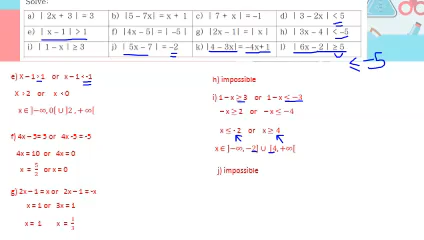 Solve:
a) | 2x + 3 | = 3 b) |5 – 7x| = x + 1 c) | 7 + x | = –1 d) | 3 – 2x | < 5
e) | x – 1 | > 1 f) |4x – 5| = | –5 | g) |2x – 1| = | x | h) |3x – 4 | < –5
i) | 1 – x | ≥ 3 j) | 5x – 7 | = –2 k) |4 – 3x| = –4x+ 1 l) | 6x – 2 | ≥ 5
≤ -5
e) X – 1 > 1 or x – 1 < -1
X > 2 or x < 0
x ∈ ]–∞, 0[ ∪ ]2 , +∞[
f) 4x – 5= 5 or 4x -5 = -5
4x = 10 or 4x = 0
x = 5/2 or x = 0
g) 2x – 1 = x or 2x – 1 = -x
x = 1 or 3x = 1
x = 1 x = 1/3
h) impossible
i) 1 – x ≥ 3 or 1 – x ≤ –3
– x ≥ 2 or – x ≤ –4
x ≤ - 2 or x ≥ 4
x ∈ ]–∞, –2] ∪ [4, +∞[
j) impossible